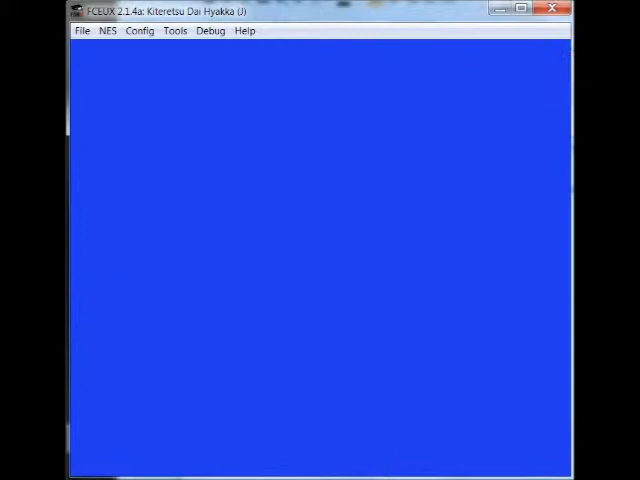 FCEUX 2.1.4a: Kiteretsu Dai Hyakka (J)
File NES Config Tools Debug Help